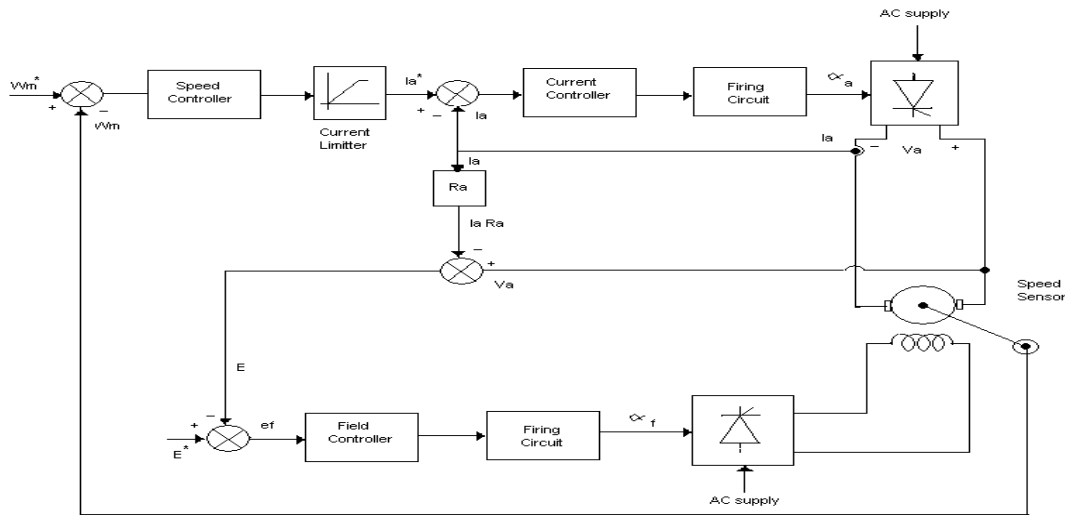 AC supply
Wm*
+
−
Wm
Speed
Controller
Current
Limitter
Ia*
+
−
Ia
Current
Controller
Firing
Circuit
∝a
Ia
−
Va
+
Ia
Ra
Ia Ra
−
+
Va
Speed
Sensor
E
−
+
E*
ef
Field
Controller
Firing
Circuit
∝f
AC supply